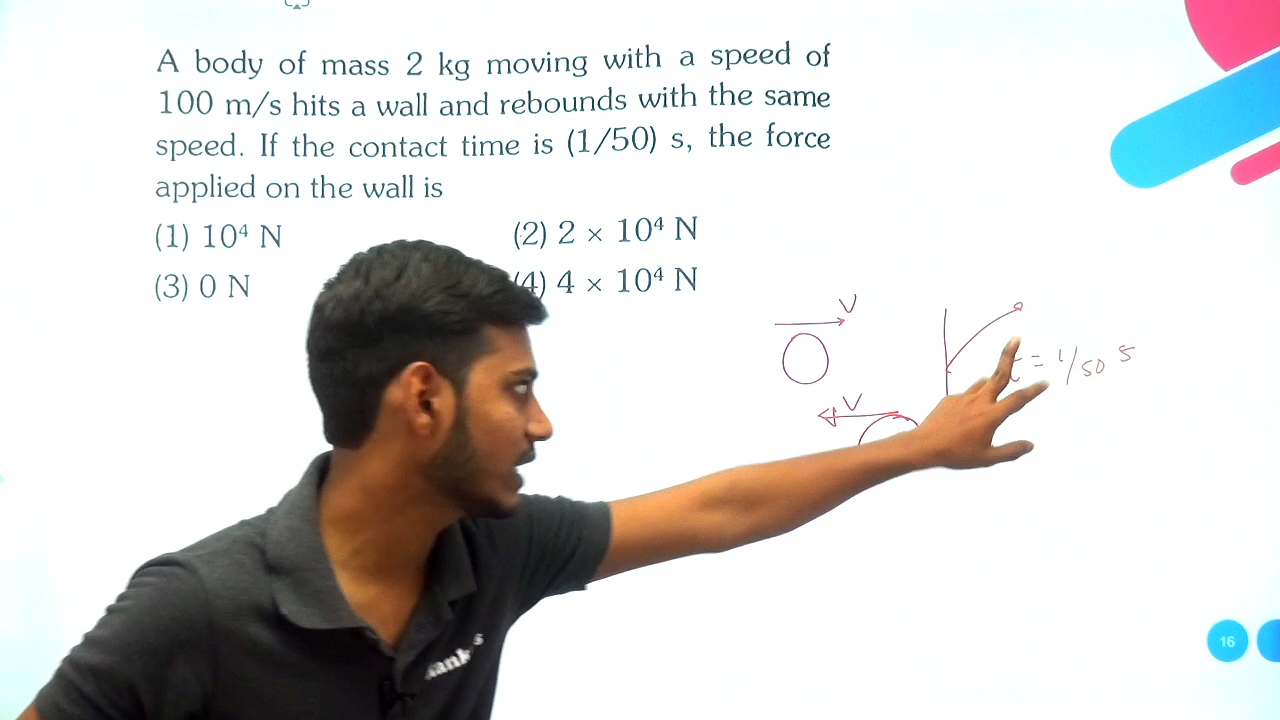 A body of mass 2 kg moving with a speed of
100 m/s hits a wall and rebounds with the same
speed. If the contact time is (1/50) s, the force
applied on the wall is
(1) 10⁴ N (2) 2 × 10⁴ N
(3) 0 N (4) 4 × 10⁴ N
V
= 1/50 s
V
16